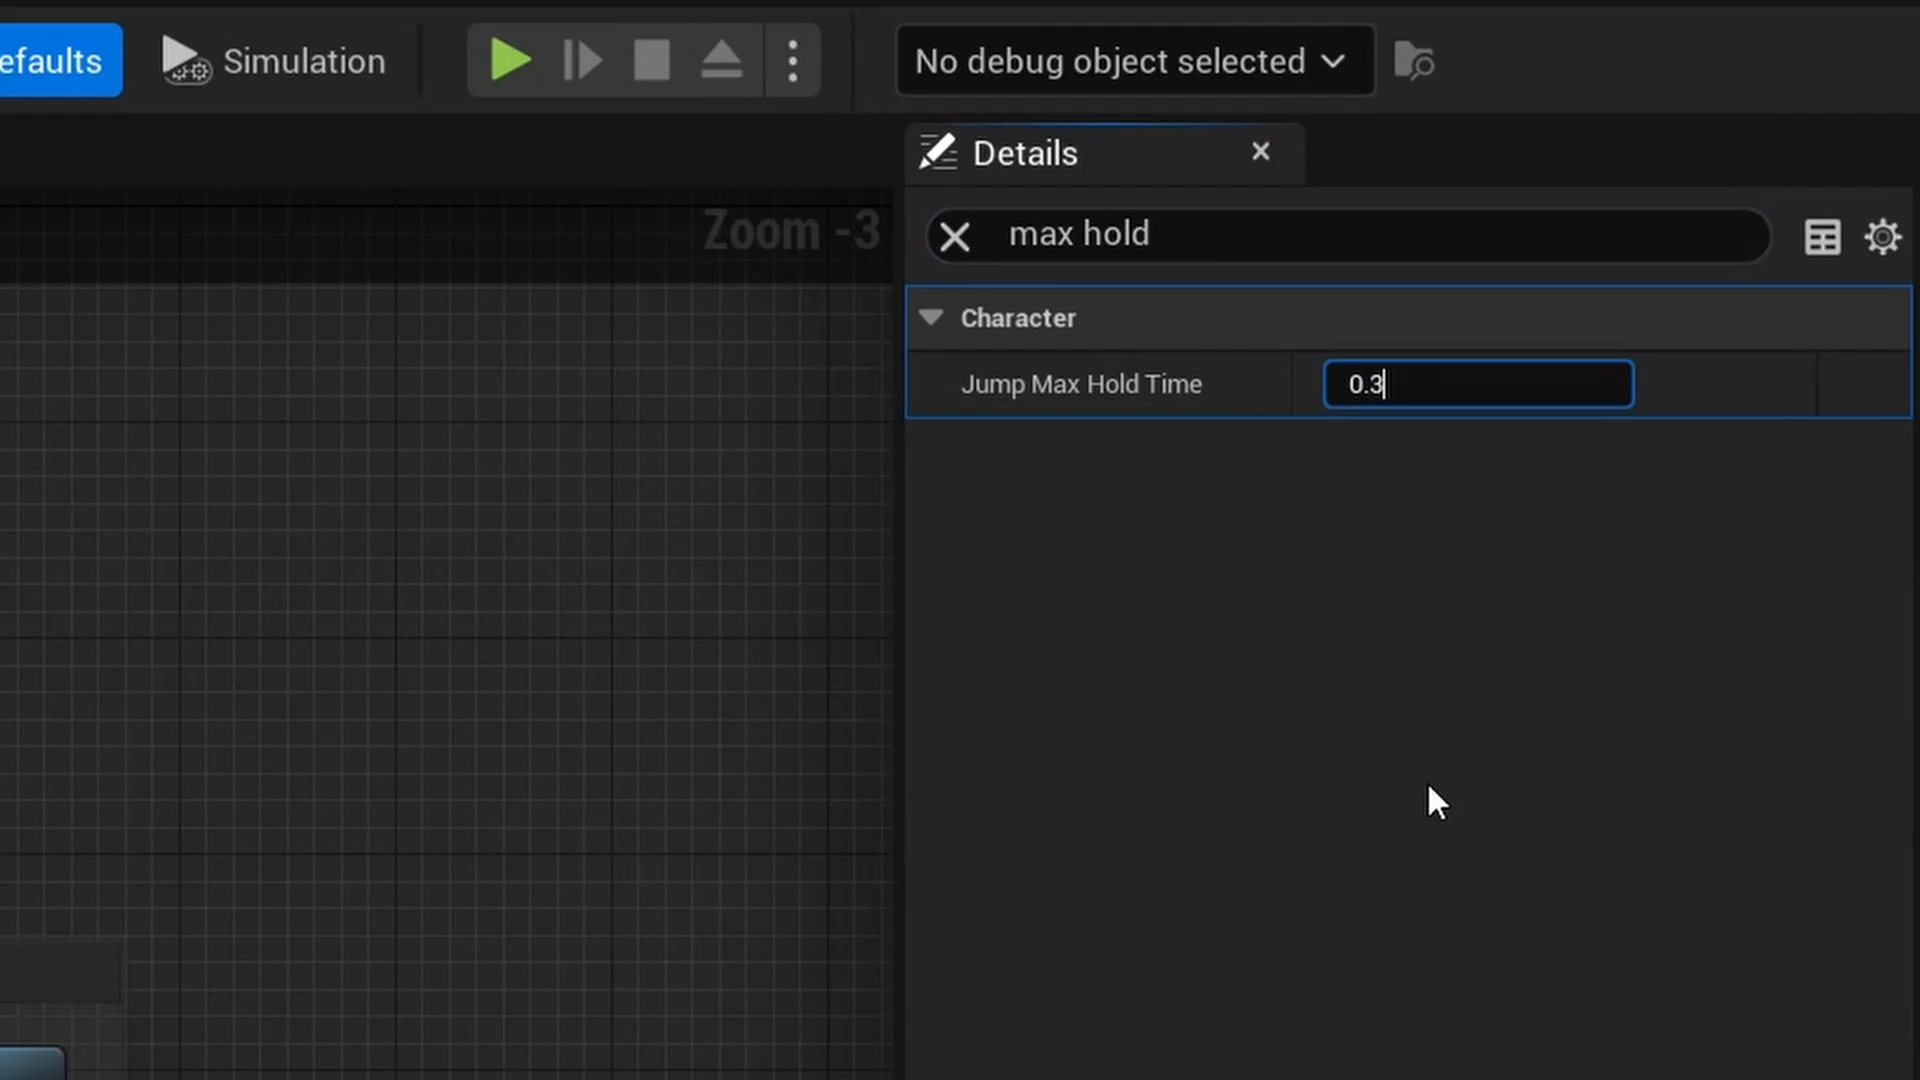 efaults
Simulation
No debug object selected
Details
Zoom -3
max hold
Character
Jump Max Hold Time
0.3